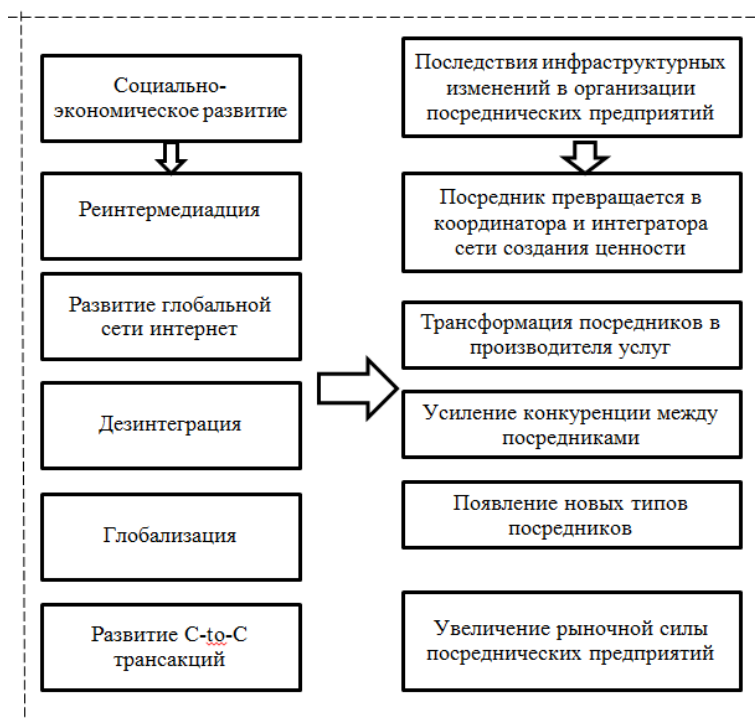 Социально-
экономическое развитие
Реинтермедиадция
Развитие глобальной
сети интернет
Дезинтеграция
Глобализация
Развитие C-to-C
трансакций
Последствия инфраструктурных
изменений в организации
посреднических предприятий
Посредник превращается в
координатора и интегратора
сети создания ценности
Трансформация посредников в
производителя услуг
Усиление конкуренции между
посредниками
Появление новых типов
посредников
Увеличение рыночной силы
посреднических предприятий